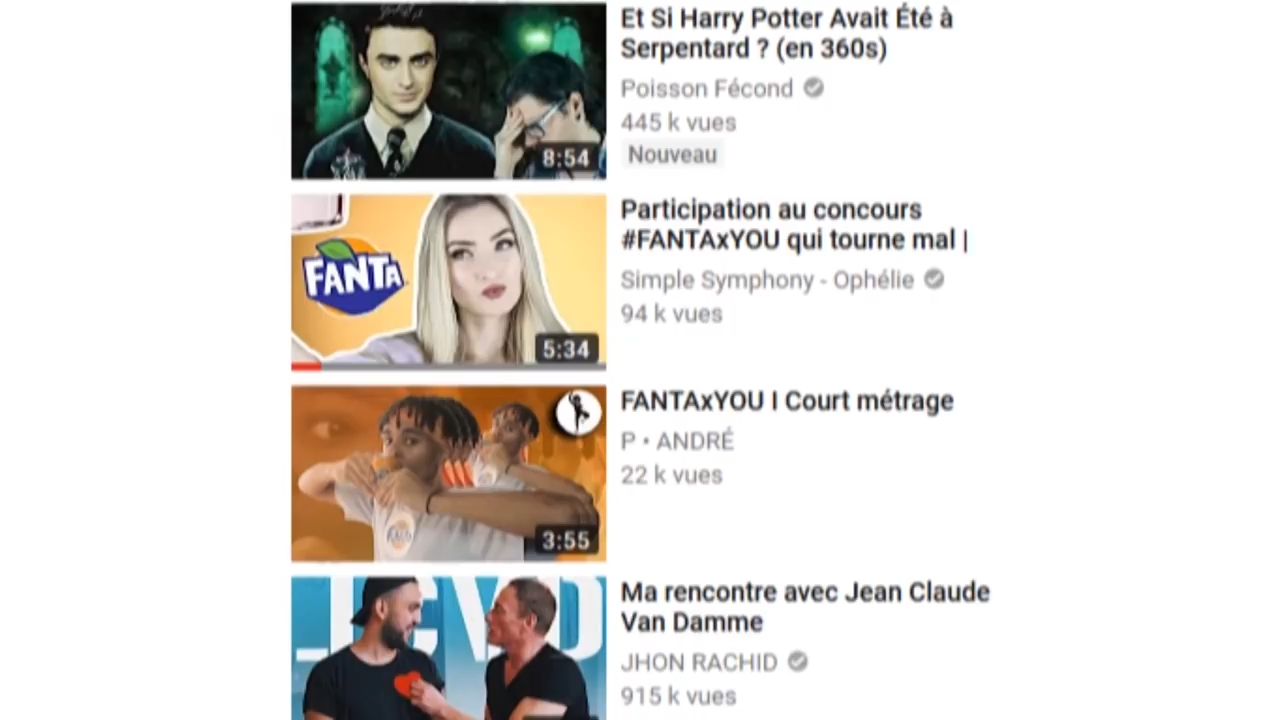 Et Si Harry Potter Avait Été à
Serpentard ? (en 360s)
Poisson Fécond
445 k vues
Nouveau
8:54
Participation au concours
#FANTAxYOU qui tourne mal |
Simple Symphony - Ophélie
94 k vues
FANTA
5:34
FANTAxYOU I Court métrage
P • ANDRÉ
22 k vues
3:55
Ma rencontre avec Jean Claude
Van Damme
JHON RACHID
915 k vues